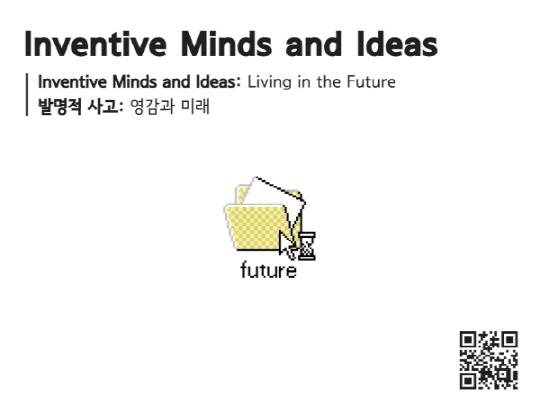 Inventive Minds and Ideas
Inventive Minds and Ideas: Living in the Future
발명적 사고: 영감과 미래
future